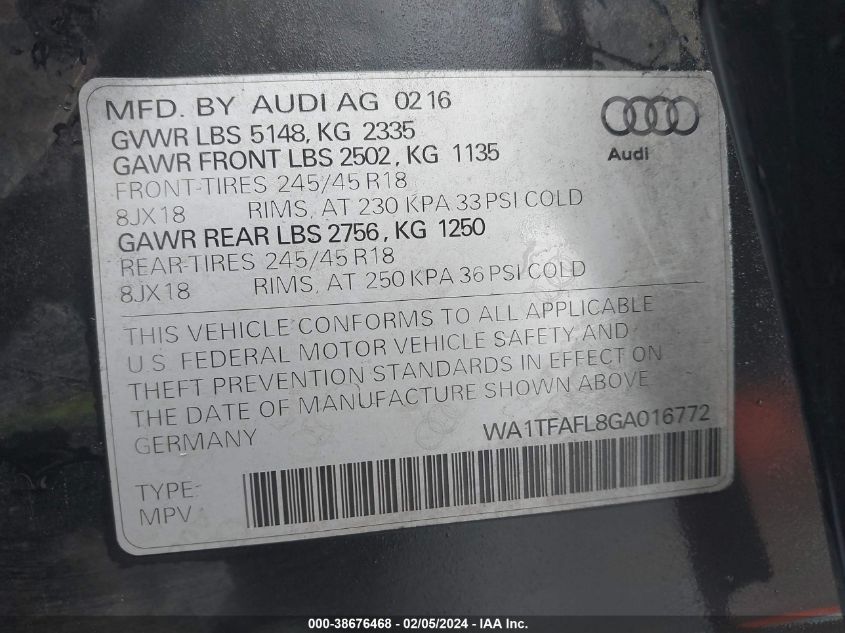 MFD. BY AUDI AG 02 16
GVWR LBS 5148, KG 2335
GAWR FRONT LBS 2502, KG 1135
FRONT-TIRES 245/45 R18
8JX18 RIMS, AT 230 KPA 33 PSI COLD
GAWR REAR LBS 2756, KG 1250
REAR-TIRES 245/45 R18
8JX18 RIMS, AT 250 KPA 36 PSI COLD
Audi
THIS VEHICLE CONFORMS TO ALL APPLICABLE
U.S. FEDERAL MOTOR VEHICLE SAFETY AND
THEFT PREVENTION STANDARDS IN EFFECT ON
THE DATE OF MANUFACTURE SHOWN ABOVE
GERMANY WA1TFAFL8GA016772
TYPE:
MPV
000-38676468 - 02/05/2024 - IAA Inc.